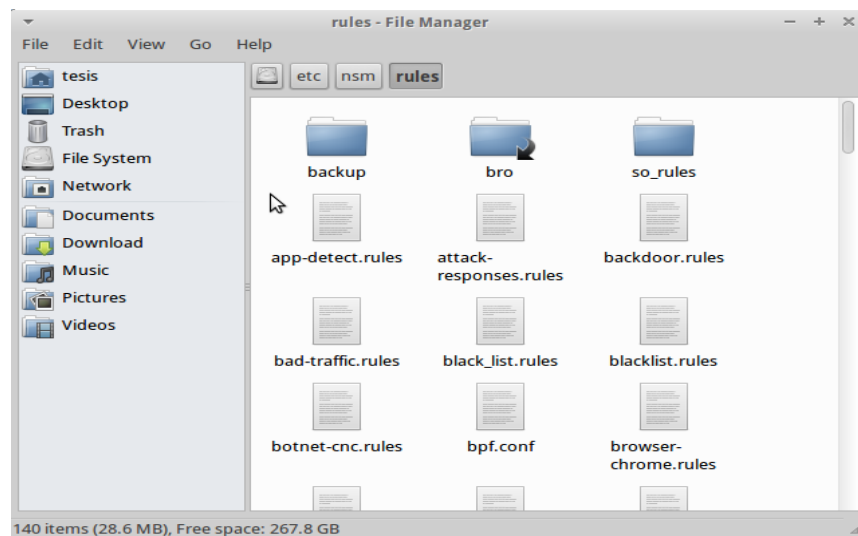 rules - File Manager
File Edit View Go Help
tesis
Desktop
Trash
File System
Network
Documents
Download
Music
Pictures
Videos
etc nsm rules
backup bro so_rules
app-detect.rules attack- backdoor.rules
responses.rules
bad-traffic.rules black_list.rules blacklist.rules
botnet-cnc.rules bpf.conf browser-
chrome.rules
140 items (28.6 MB), Free space: 267.8 GB